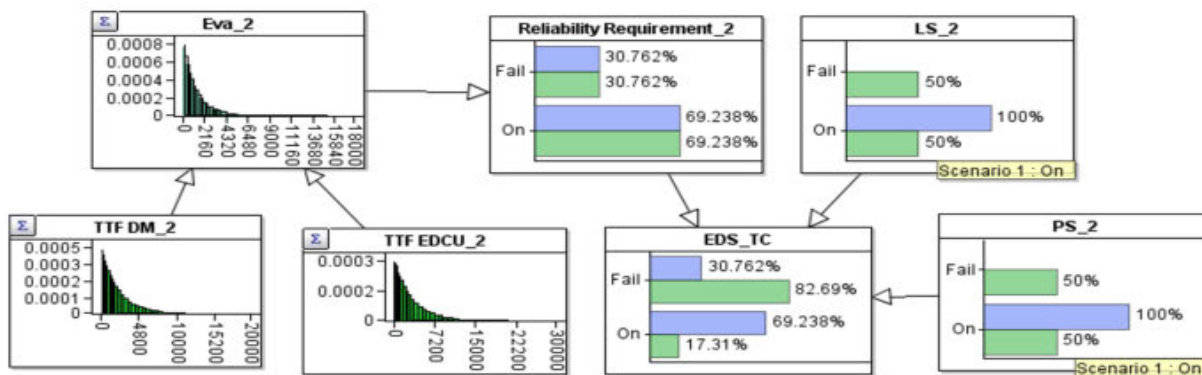 Σ
Eva_2
0.0008
0.0006
0.0004
0.0002
0
0
2160
4320
6480
9000
11160
13680
15840
18000
Reliability Requirement_2
Fail
30.762%
30.762%
On
69.238%
69.238%
LS_2
Fail
50%
On
100%
50%
Scenario 1 : On
Σ
TTF DM_2
0.0005
0.0003
0.0002
0.0001
0
0
4800
10000
15200
20000
Σ
TTF EDCU_2
0.0003
0.0002
0
0
7200
15000
22200
30000
EDS_TC
Fail
30.762%
82.69%
On
69.238%
17.31%
PS_2
Fail
50%
On
100%
50%
Scenario 1 : On